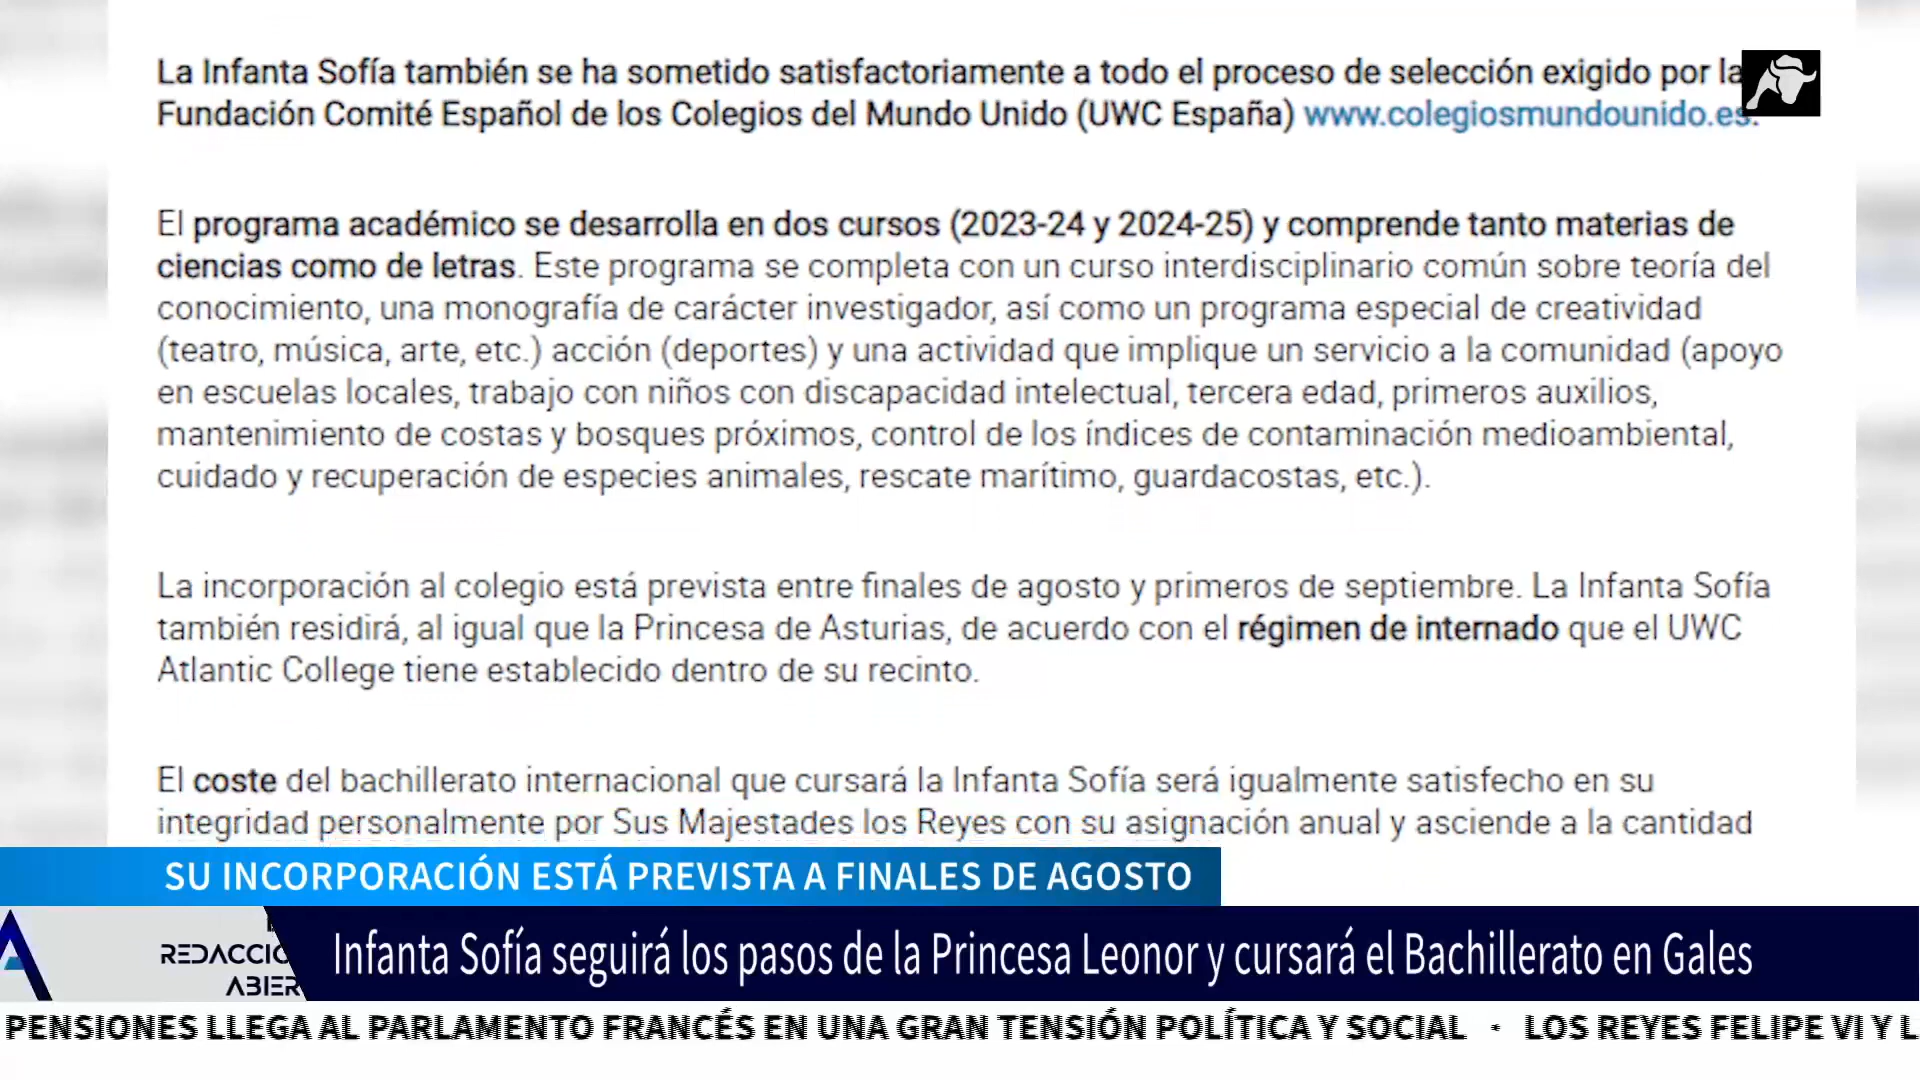 La Infanta Sofía también se ha sometido satisfactoriamente a todo el proceso de selección exigido por la
Fundación Comité Español de los Colegios del Mundo Unido (UWC España) www.colegiosmundounido.es.
El programa académico se desarrolla en dos cursos (2023-24 y 2024-25) y comprende tanto materias de
ciencias como de letras. Este programa se completa con un curso interdisciplinario común sobre teoría del
conocimiento, una monografía de carácter investigador, así como un programa especial de creatividad
(teatro, música, arte, etc.) acción (deportes) y una actividad que implique un servicio a la comunidad (apoyo
en escuelas locales, trabajo con niños con discapacidad intelectual, tercera edad, primeros auxilios,
mantenimiento de costas y bosques próximos, control de los índices de contaminación medioambiental,
cuidado y recuperación de especies animales, rescate marítimo, guardacostas, etc.).
La incorporación al colegio está prevista entre finales de agosto y primeros de septiembre. La Infanta Sofía
también residirá, al igual que la Princesa de Asturias, de acuerdo con el régimen de internado que el UWC
Atlantic College tiene establecido dentro de su recinto.
El coste del bachillerato internacional que cursará la Infanta Sofía será igualmente satisfecho en su
integridad personalmente por Sus Majestades los Reyes con su asignación anual y asciende a la cantidad
SU INCORPORACIÓN ESTÁ PREVISTA A FINALES DE AGOSTO
REDACCIÓ
ABIER
Infanta Sofía seguirá los pasos de la Princesa Leonor y cursará el Bachillerato en Gales
PENSIONES LLEGA AL PARLAMENTO FRANCÉS EN UNA GRAN TENSIÓN POLÍTICA Y SOCIAL · LOS REYES FELIPE VI Y L